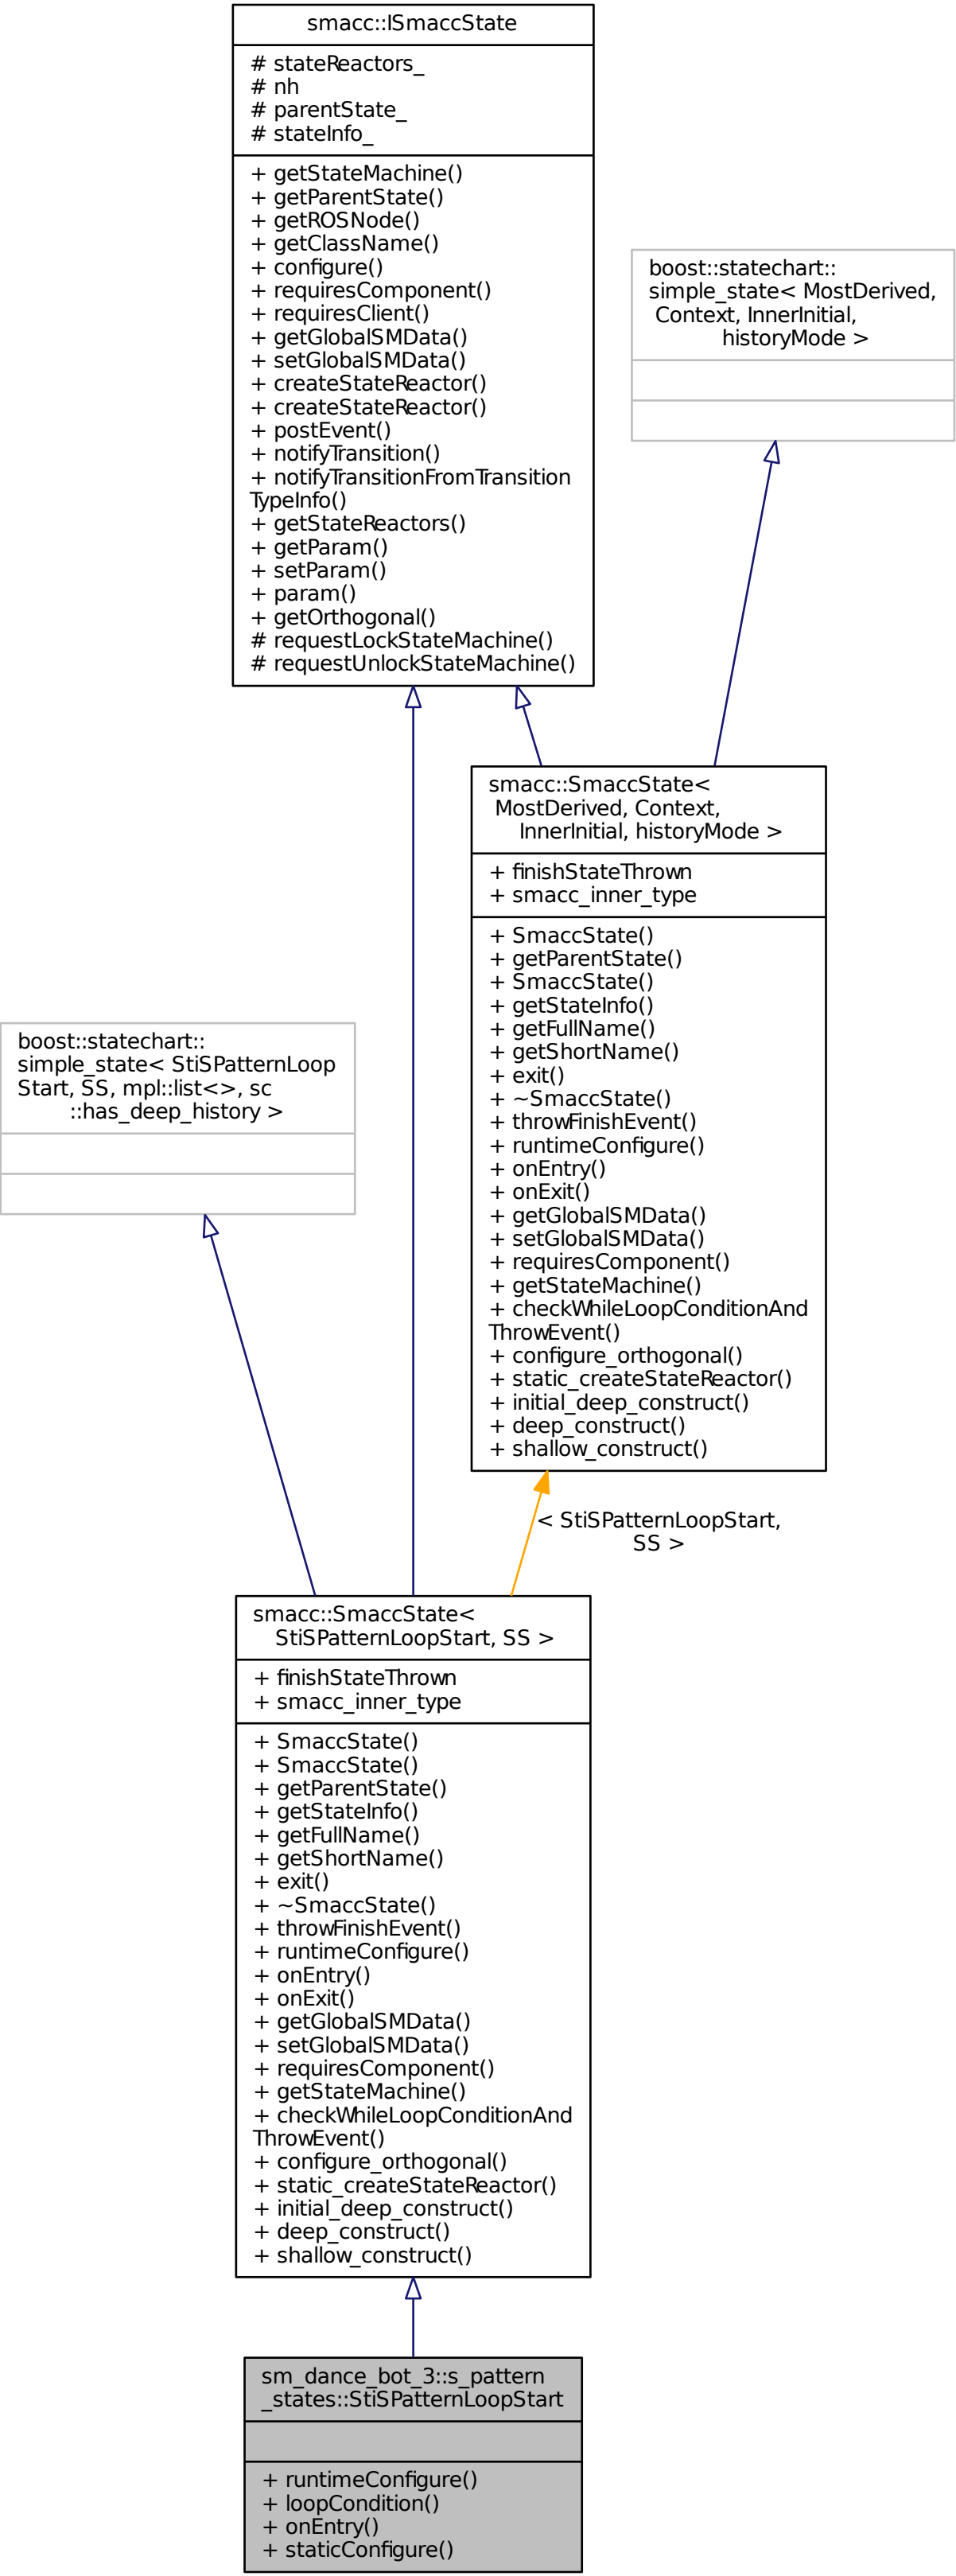 smacc::ISmaccState
# stateReactors_
# nh
# parentState_
# stateInfo_
+ getStateMachine()
+ getParentState()
+ getROSNode()
+ getClassName()
+ configure()
+ requiresComponent()
+ requiresClient()
+ getGlobalSMData()
+ setGlobalSMData()
+ createStateReactor()
+ createStateReactor()
+ postEvent()
+ notifyTransition()
+ notifyTransitionFromTransition
TypeInfo()
+ getStateReactors()
+ getParam()
+ setParam()
+ param()
+ getOrthogonal()
# requestLockStateMachine()
# requestUnlockStateMachine()
boost::statechart::
simple_state< MostDerived,
Context, InnerInitial,
historyMode >
smacc::SmaccState<
MostDerived, Context,
InnerInitial, historyMode >
+ finishStateThrown
+ smacc_inner_type
+ SmaccState()
+ getParentState()
+ SmaccState()
+ getStateInfo()
+ getFullName()
+ getShortName()
+ exit()
+ ~SmaccState()
+ throwFinishEvent()
+ runtimeConfigure()
+ onEntry()
+ onExit()
+ getGlobalSMData()
+ setGlobalSMData()
+ requiresComponent()
+ getStateMachine()
+ checkWhileLoopConditionAnd
ThrowEvent()
+ configure_orthogonal()
+ static_createStateReactor()
+ initial_deep_construct()
+ deep_construct()
+ shallow_construct()
boost::statechart::
simple_state< StiSPatternLoop
Start, SS, mpl::list<>, sc
::has_deep_history >
< StiSPatternLoopStart,
SS >
smacc::SmaccState<
StiSPatternLoopStart, SS >
+ finishStateThrown
+ smacc_inner_type
+ SmaccState()
+ SmaccState()
+ getParentState()
+ getStateInfo()
+ getFullName()
+ getShortName()
+ exit()
+ ~SmaccState()
+ throwFinishEvent()
+ runtimeConfigure()
+ onEntry()
+ onExit()
+ getGlobalSMData()
+ setGlobalSMData()
+ requiresComponent()
+ getStateMachine()
+ checkWhileLoopConditionAnd
ThrowEvent()
+ configure_orthogonal()
+ static_createStateReactor()
+ initial_deep_construct()
+ deep_construct()
+ shallow_construct()
sm_dance_bot_3::s_pattern
_states::StiSPatternLoopStart
+ runtimeConfigure()
+ loopCondition()
+ onEntry()
+ staticConfigure()